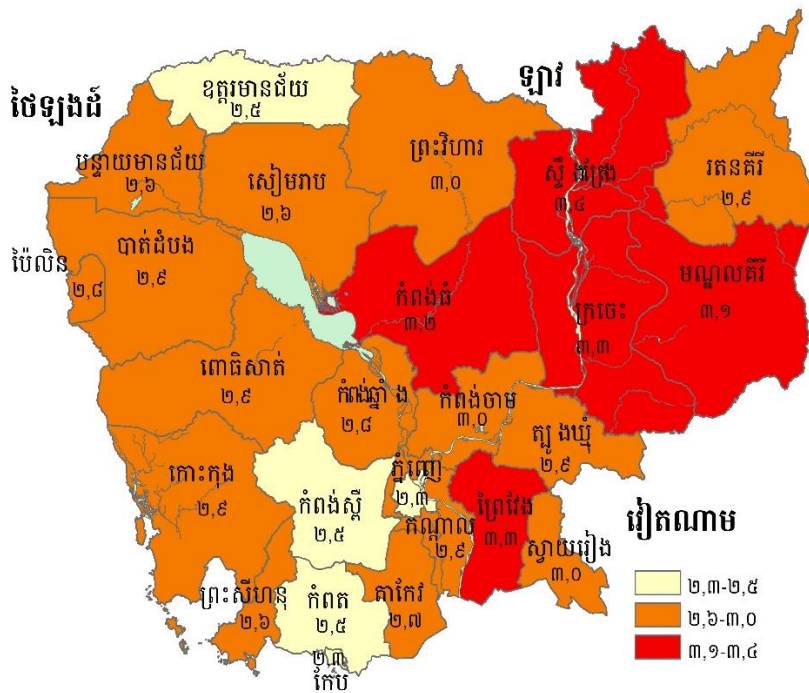 ឡាវ
ថៃឡងដ៍
ឧត្តរមានជ័យ
២,៥
បន្ទាយមានជ័យ
២,៦
សៀមរាប
២,៦
ព្រះវិហារ
៣,០
ស្ទឹងត្រែង
៣,៤
រតនគីរី
២,៩
ប៉ៃលិន
២,៨
បាត់ដំបង
២,៩
កំពង់ធំ
៣,២
ក្រចេះ
៣,៣
មណ្ឌលគីរី
៣,១
ពោធិសាត់
២,៩
កំពង់ឆ្នាំង
២,៨
កំពង់ចាម
៣,០
ត្បូងឃ្មុំ
២,៩
កោះកុង
២,៩
កំពង់ស្ពឺ
២,៥
ភ្នំពេញ
២,៣
កណ្តាល
២,៩
ព្រៃវែង
៣,៣
ស្វាយរៀង
៣,០
វៀតណាម
ព្រះសីហនុ
២,៦
កំពត
២,៥
តាកែវ
២,៧
២,៣
កែប
២,៣-២,៥
២,៦-៣,០
៣,១-៣,៤